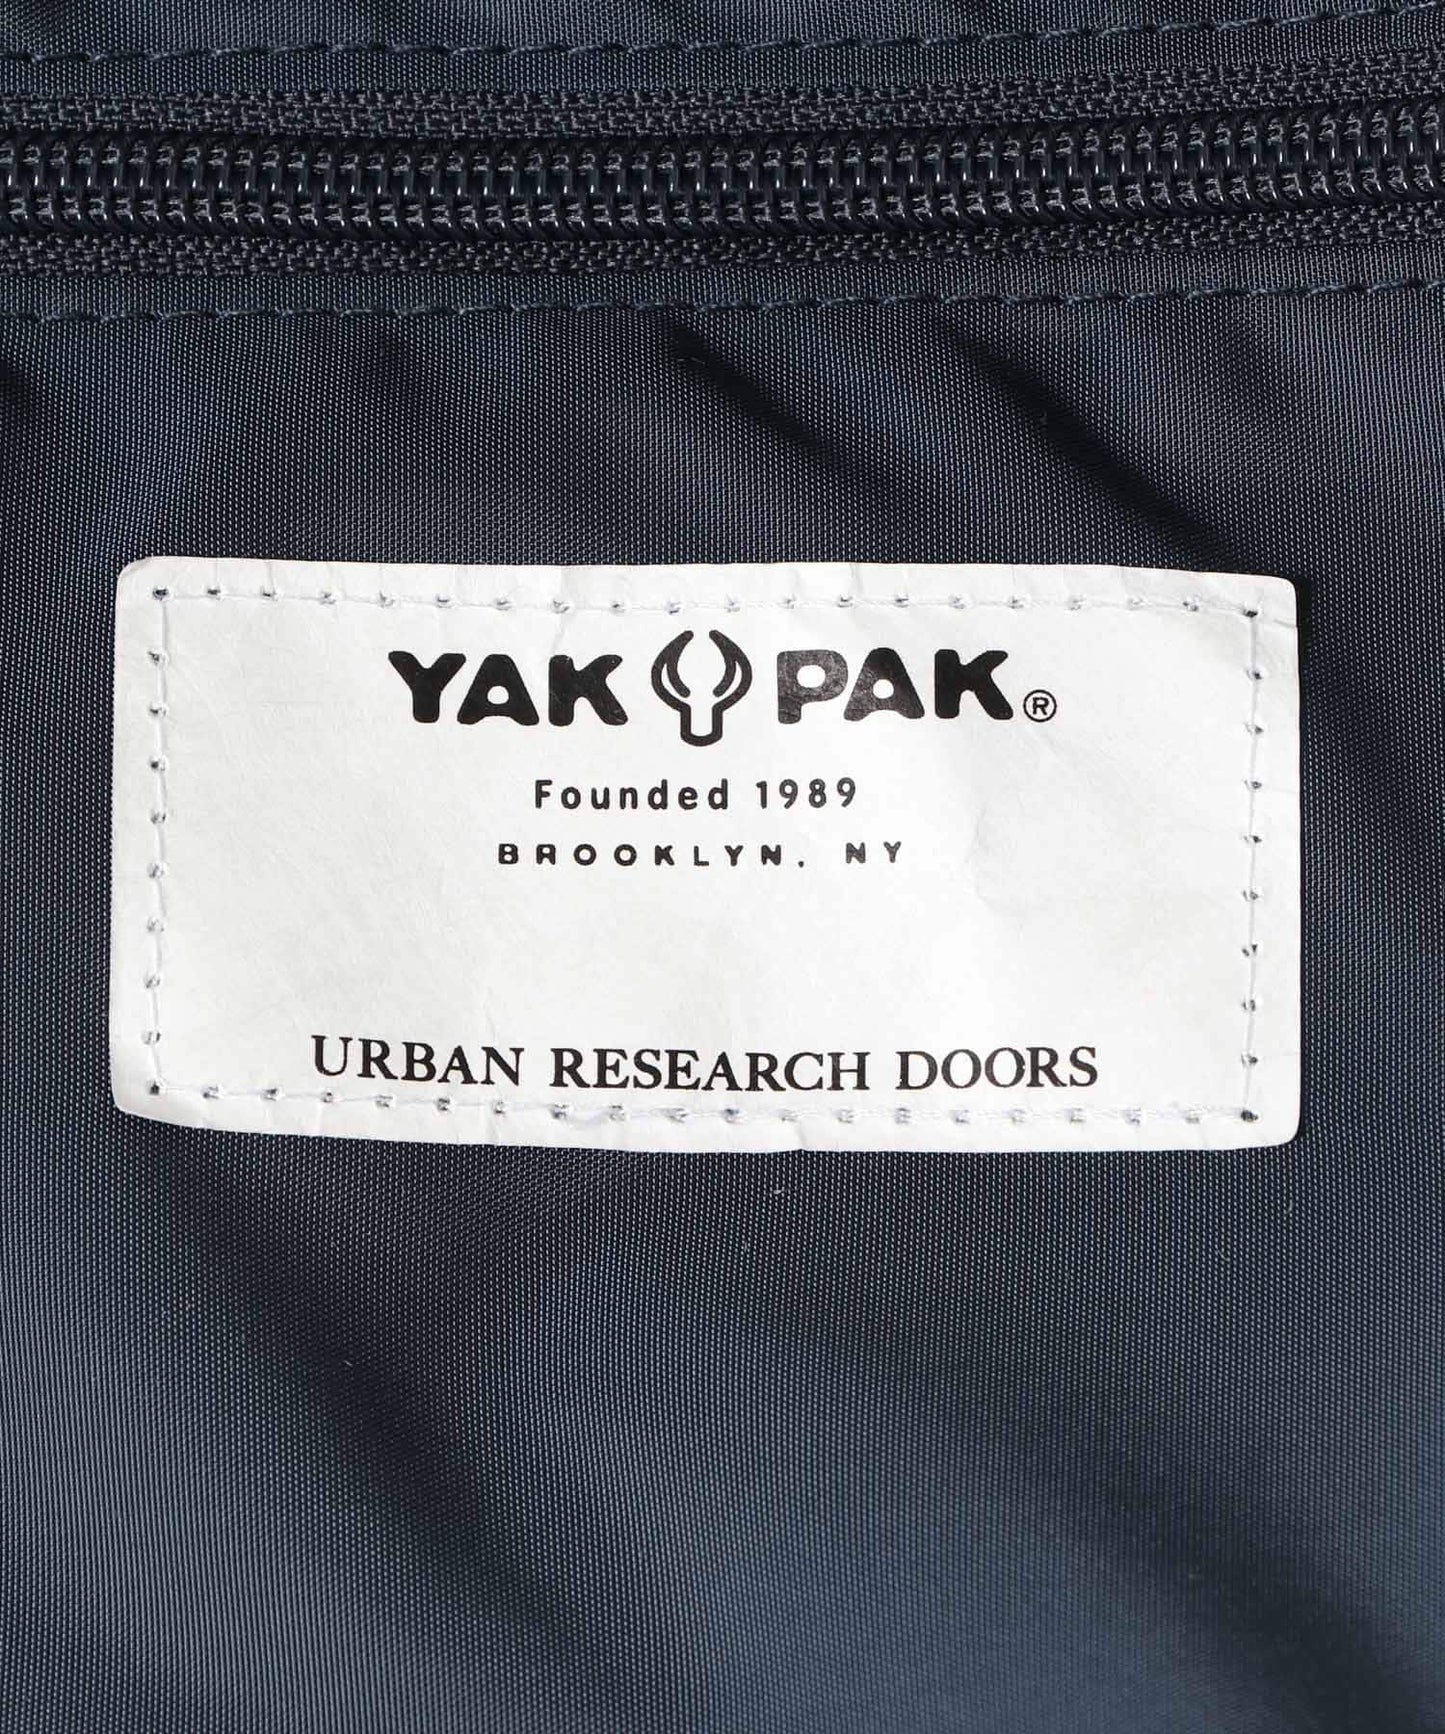 YAK PAK®
Founded 1989
BROOKLYN, NY
URBAN RESEARCH DOORS